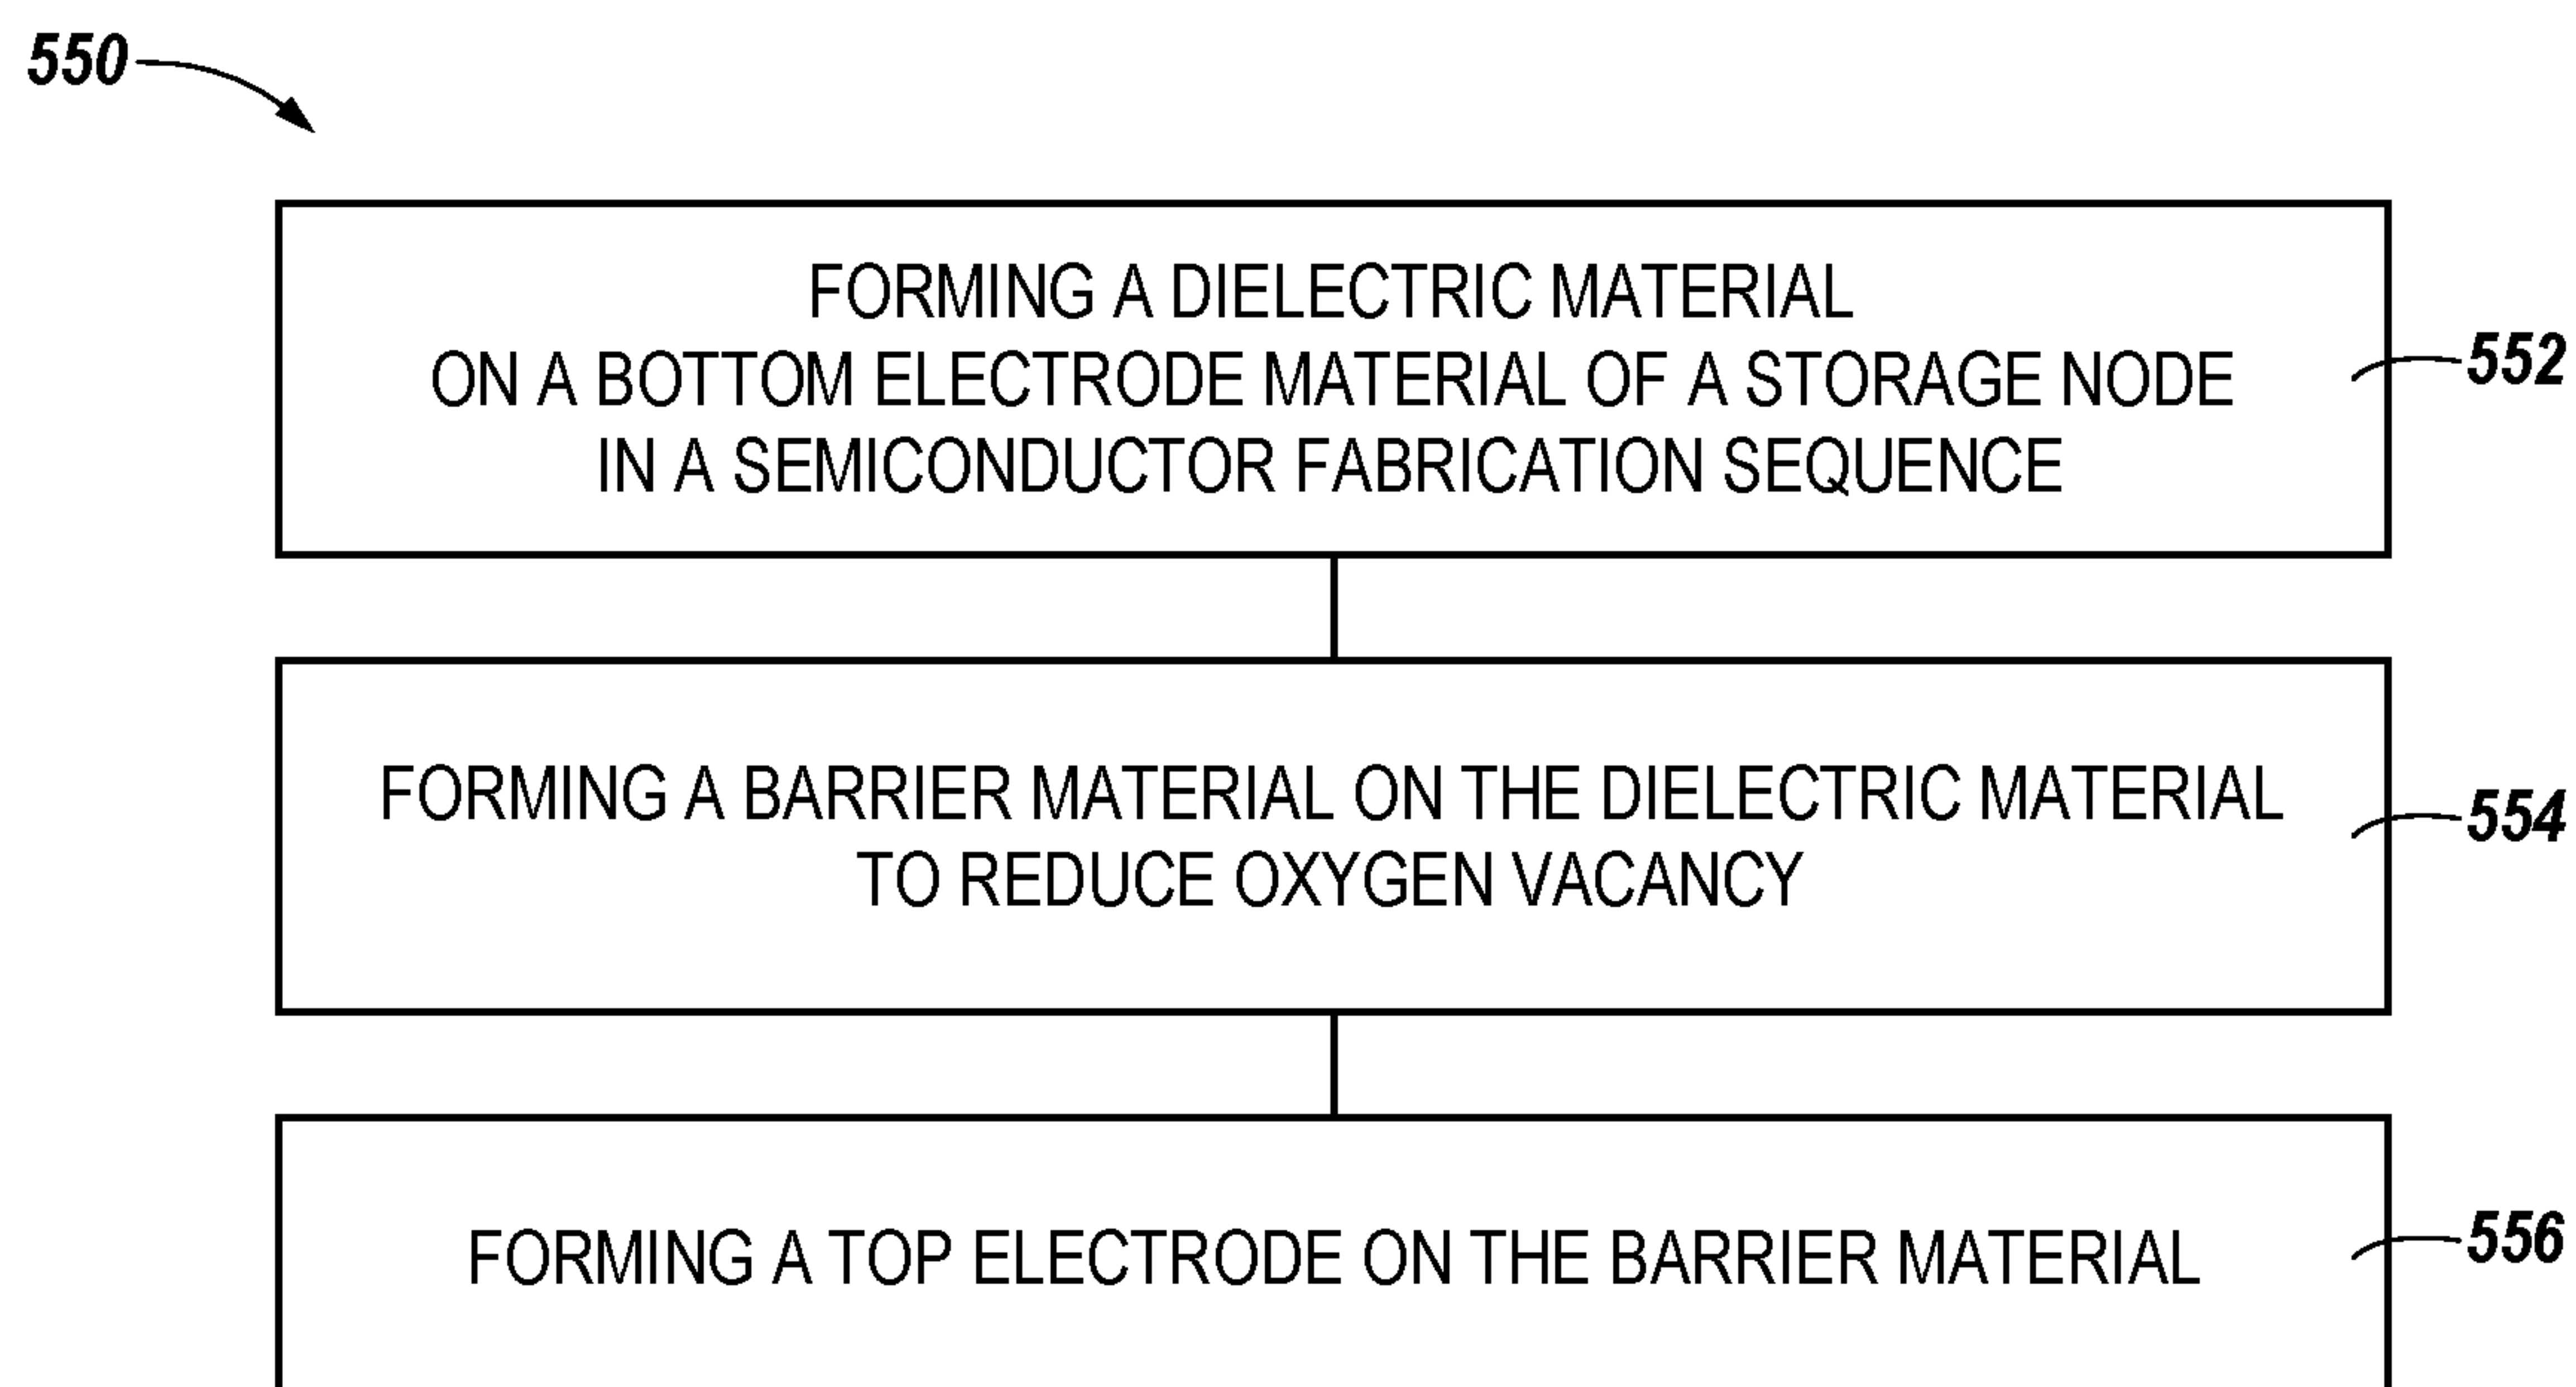 550
FORMING A DIELECTRIC MATERIAL
ON A BOTTOM ELECTRODE MATERIAL OF A STORAGE NODE
IN A SEMICONDUCTOR FABRICATION SEQUENCE
552
FORMING A BARRIER MATERIAL ON THE DIELECTRIC MATERIAL
TO REDUCE OXYGEN VACANCY
554
FORMING A TOP ELECTRODE ON THE BARRIER MATERIAL
556